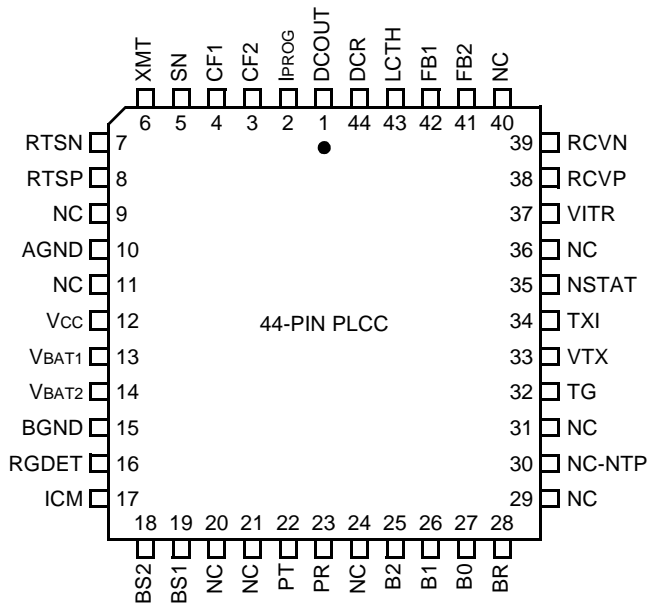 XMT SN CF1 CF2 IPROG DCOUT DCR LCTH FB1 FB2 NC
6 5 4 3 2 1 44 43 42 41 40
RTSN 7 39 RCVN
RTSP 8 38 RCVP
NC 9 37 VITR
AGND 10 36 NC
NC 11 35 NSTAT
VCC 12 44-PIN PLCC 34 TXI
VBAT1 13 33 VTX
VBAT2 14 32 TG
BGND 15 31 NC
RGDET 16 30 NC-NTP
ICM 17 29 NC
18 19 20 21 22 23 24 25 26 27 28
BS2 BS1 NC NC PT PR NC B2 B1 B0 BR